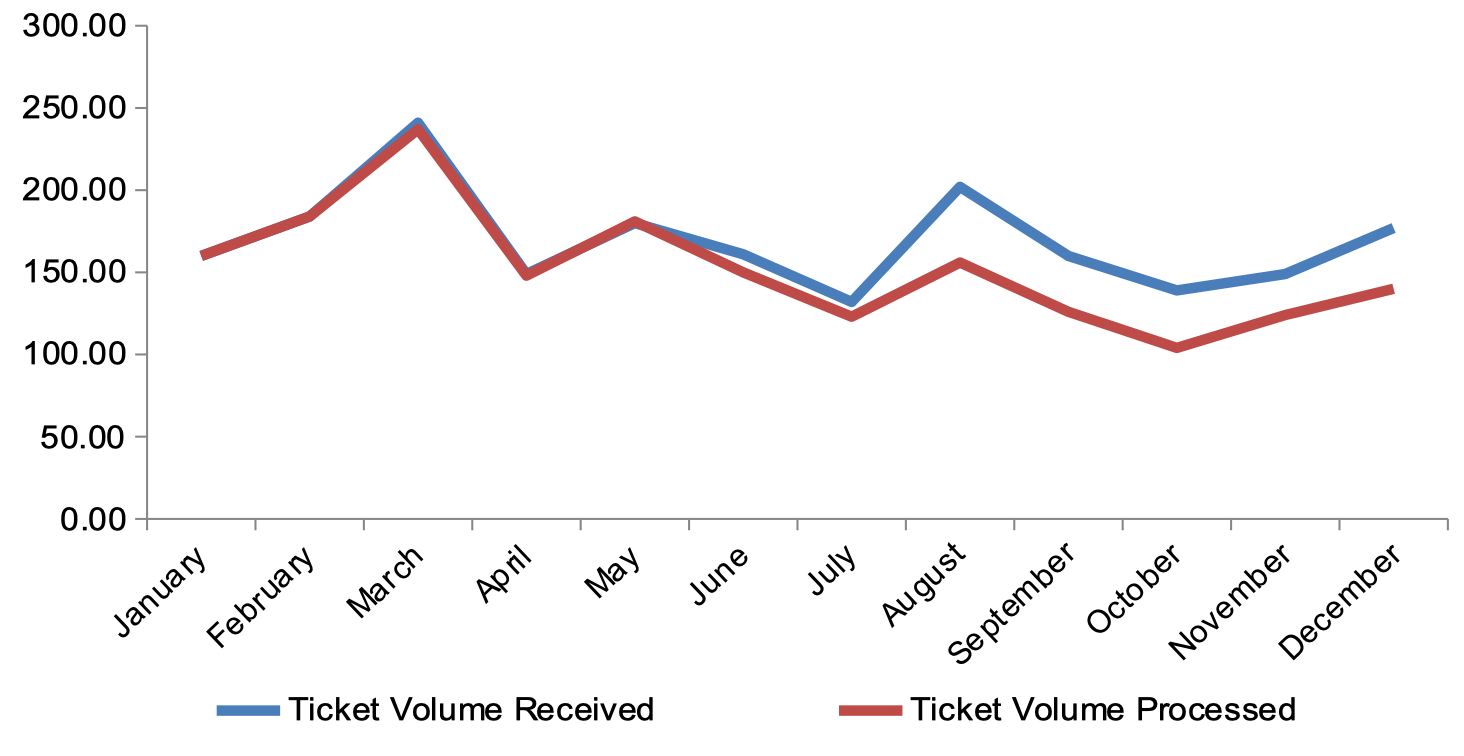 300.00
250.00
200.00
150.00
100.00
50.00
0.00
January
February
March
April
May
June
July
August
September
October
November
December
Ticket Volume Received
Ticket Volume Processed